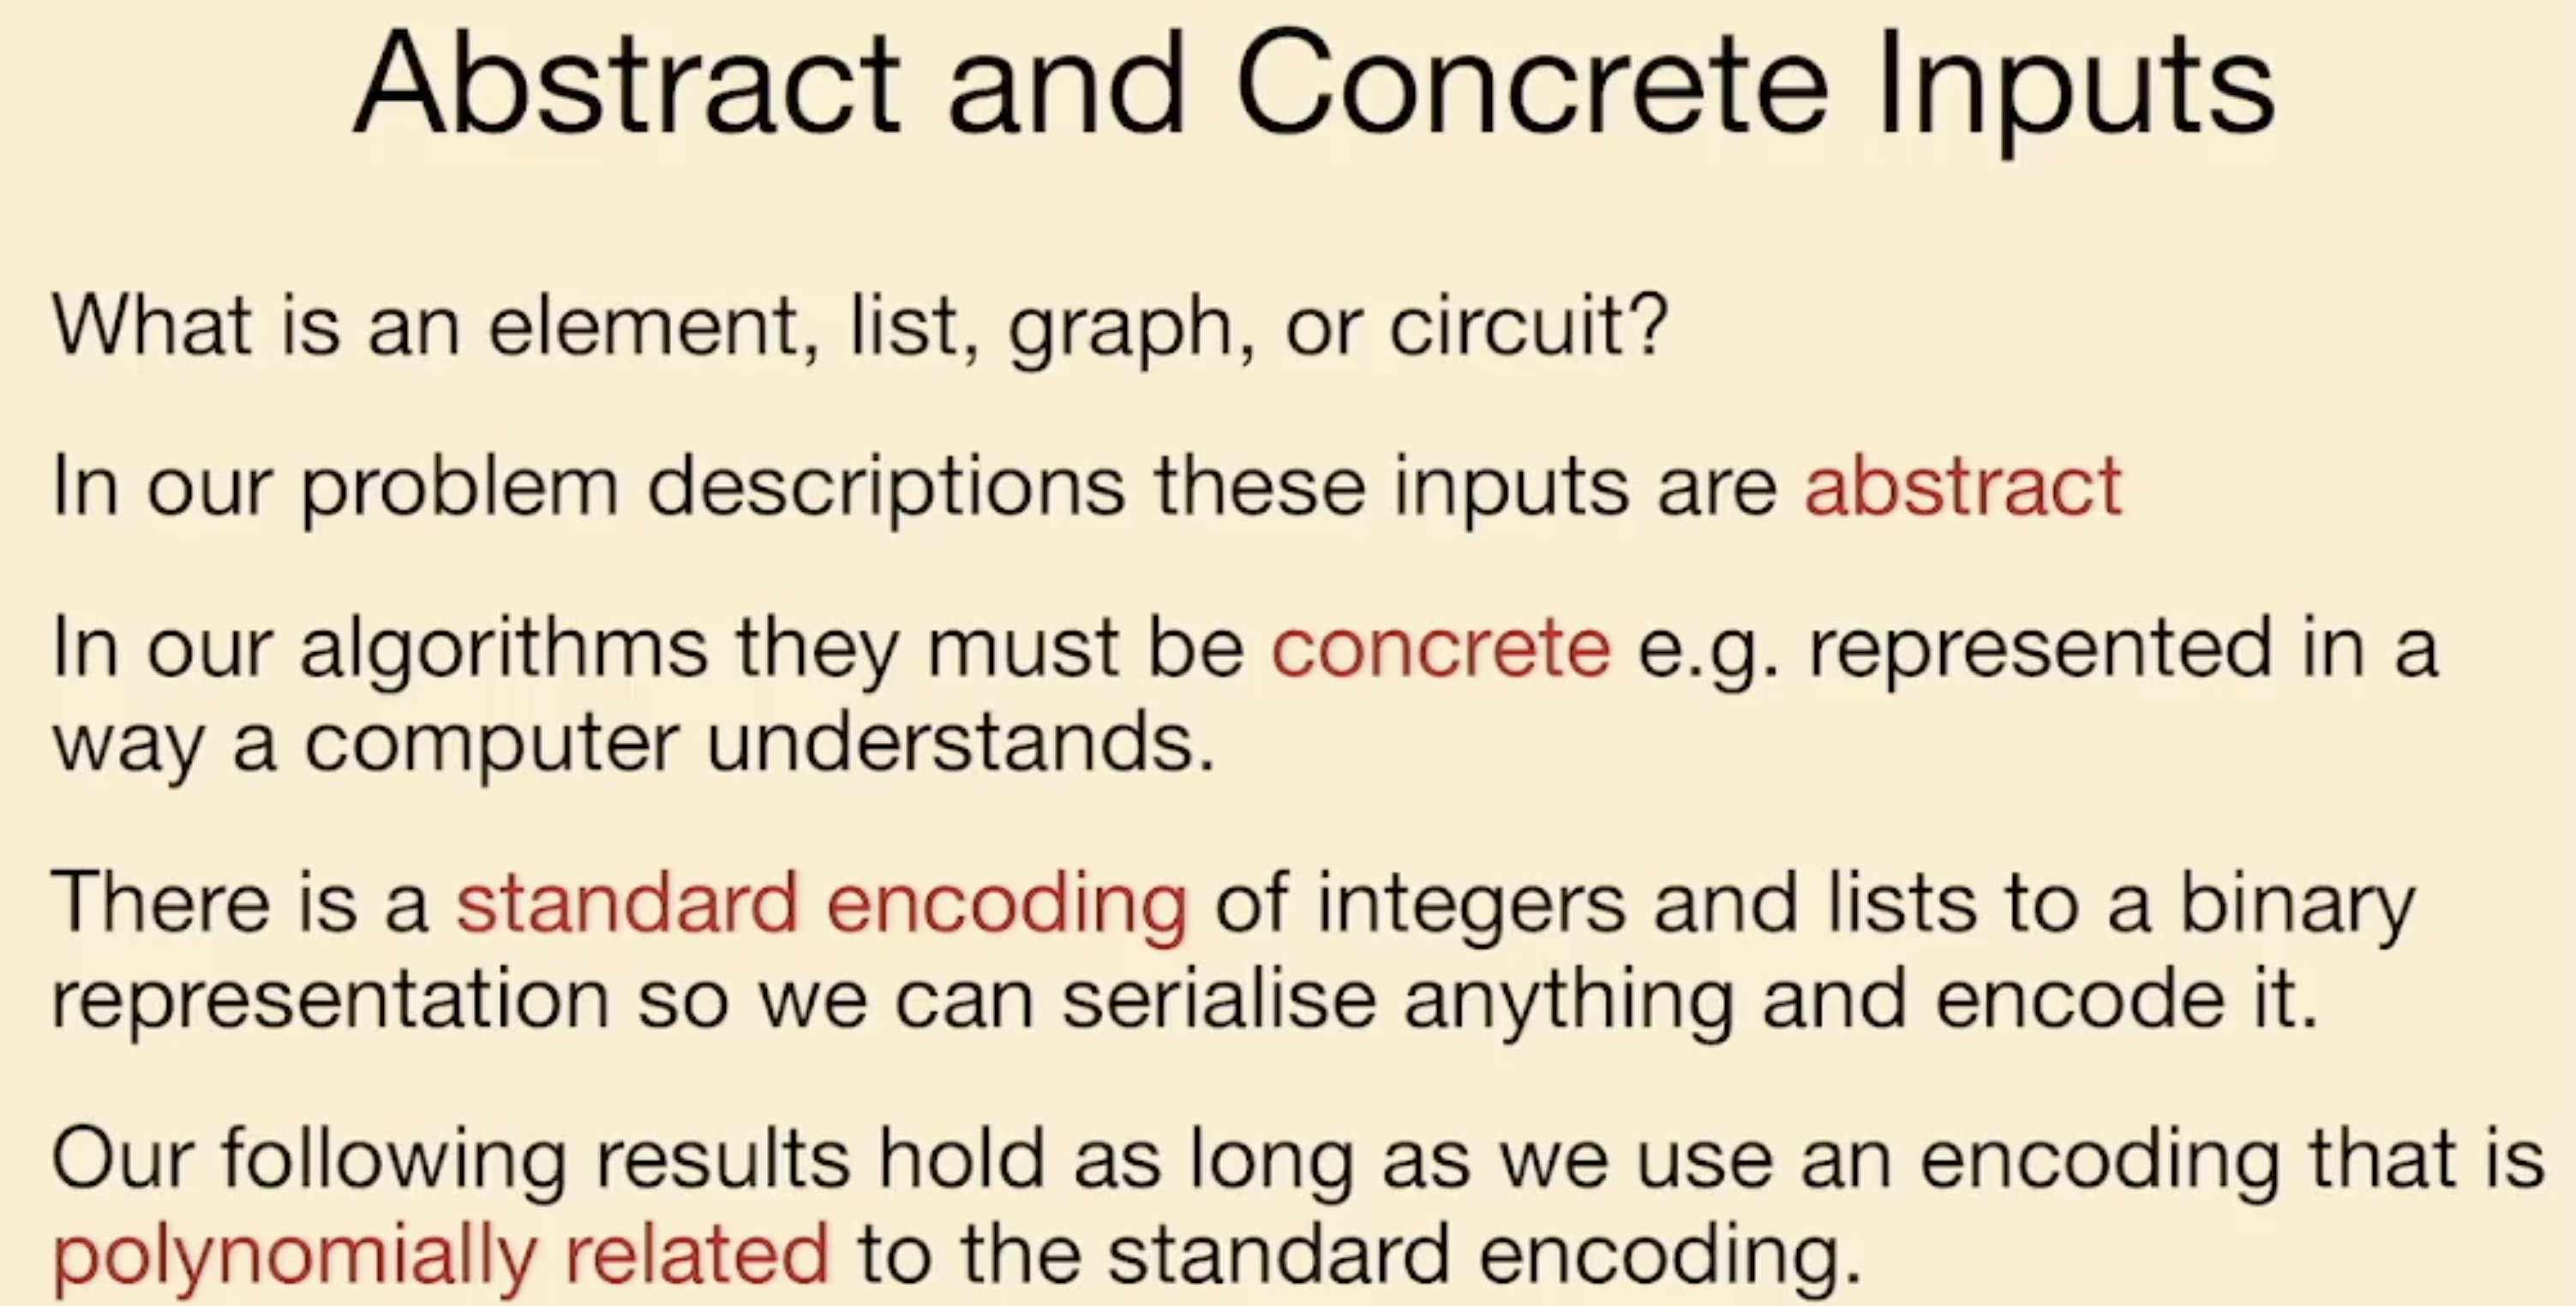 Abstract and Concrete Inputs
What is an element, list, graph, or circuit?
In our problem descriptions these inputs are abstract
In our algorithms they must be concrete e.g. represented in a
way a computer understands.
There is a standard encoding of integers and lists to a binary
representation so we can serialise anything and encode it.
Our following results hold as long as we use an encoding that is
polynomially related to the standard encoding.